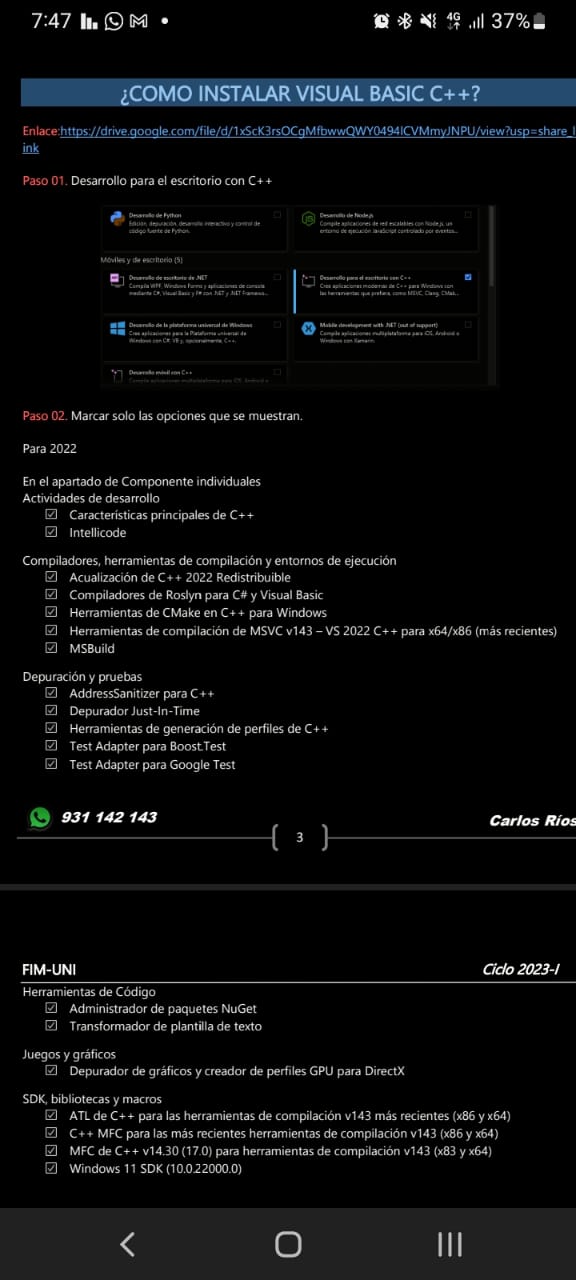 7:47
4G
37%
¿COMO INSTALAR VISUAL BASIC C++?
Enlace:https://drive.google.com/file/d/1xScK3rsOCgMfbwwQWY0494ICVMmyJNPU/view?usp=share_l
ink
Paso 01. Desarrollo para el escritorio con C++
Desarrollo de Python
Edición, depuración, desarrollo interactivo y control de
código fuente de Python.
Desarrollo de Node.js
Compile aplicaciones de red escalables con Node.js, un
entorno de ejecución JavaScript controlado por eventos...
Móviles y de escritorio (5)
Desarrollo de escritorio de .NET
Compila WPF, Windows Forms y aplicaciones de consola
mediante C#, Visual Basic y F# con .NET y .NET Framewo...
Desarrollo para el escritorio con C++
Cree aplicaciones modernas de C++ para Windows con
las herramientas que prefiera, como MSVC, Clang, CMak...
Desarrollo de la plataforma universal de Windows
Cree aplicaciones para la Plataforma universal de
Windows con C#, VB y, opcionalmente, C++.
Mobile development with .NET (out of support)
Compile aplicaciones multiplataforma para iOS, Android o
Windows con Xamarin.
Desarrollo móvil con C++
Compile aplicaciones multiplataforma para iOS, Android o
Paso 02. Marcar solo las opciones que se muestran.
Para 2022
En el apartado de Componente individuales
Actividades de desarrollo
Características principales de C++
Intellicode
Compiladores, herramientas de compilación y entornos de ejecución
Acualización de C++ 2022 Redistribuible
Compiladores de Roslyn para C# y Visual Basic
Herramientas de CMake en C++ para Windows
Herramientas de compilación de MSVC v143 – VS 2022 C++ para x64/x86 (más recientes)
MSBuild
Depuración y pruebas
AddressSanitizer para C++
Depurador Just-In-Time
Herramientas de generación de perfiles de C++
Test Adapter para Boost.Test
Test Adapter para Google Test
931 142 143
Carlos Ríos
3
FIM-UNI
Ciclo 2023-I
Herramientas de Código
Administrador de paquetes NuGet
Transformador de plantilla de texto
Juegos y gráficos
Depurador de gráficos y creador de perfiles GPU para DirectX
SDK, bibliotecas y macros
ATL de C++ para las herramientas de compilación v143 más recientes (x86 y x64)
C++ MFC para las más recientes herramientas de compilación v143 (x86 y x64)
MFC de C++ v14.30 (17.0) para herramientas de compilación v143 (x83 y x64)
Windows 11 SDK (10.0.22000.0)